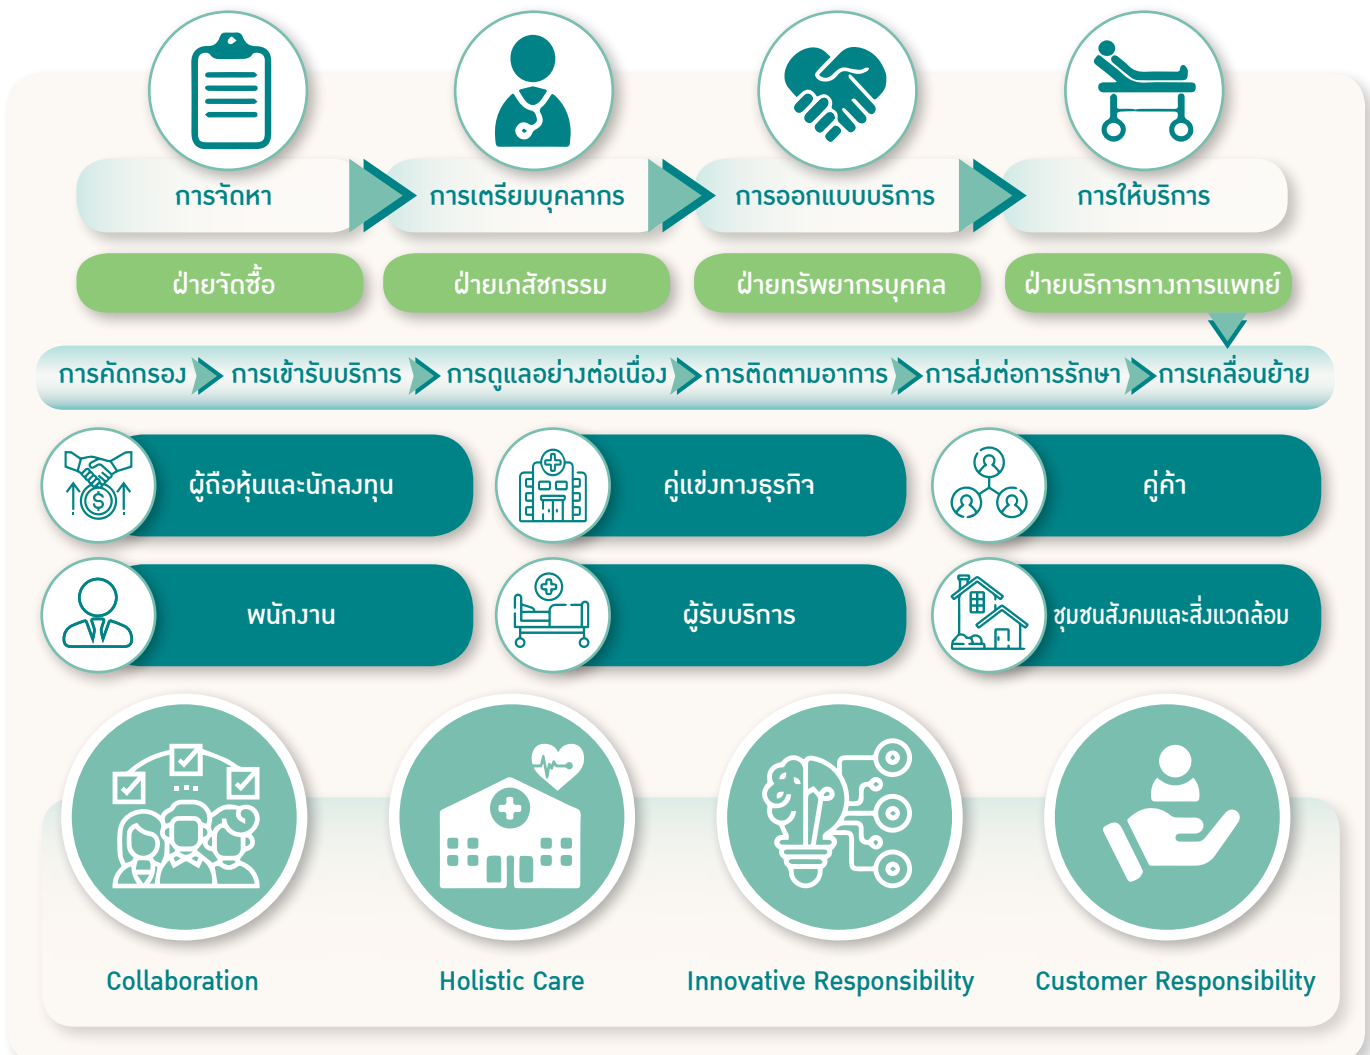 การจัดหา
การเตรียมบุคลากร
การออกแบบบริการ
การให้บริการ
ฝ่ายจัดซื้อ
ฝ่ายเภสัชกรรม
ฝ่ายทรัพยากรบุคคล
ฝ่ายบริการทางการแพทย์
การคัดกรอง
การเข้ารับบริการ
การดูแลอย่างต่อเนื่อง
การติดตามอาการ
การส่งต่อการรักษา
การเคลื่อนย้าย
ผู้ถือหุ้นและนักลงทุน
คู่แข่งทางธุรกิจ
คู่ค้า
พนักงาน
ผู้รับบริการ
ชุมชนสังคมและสิ่งแวดล้อม
Collaboration
Holistic Care
Innovative Responsibility
Customer Responsibility